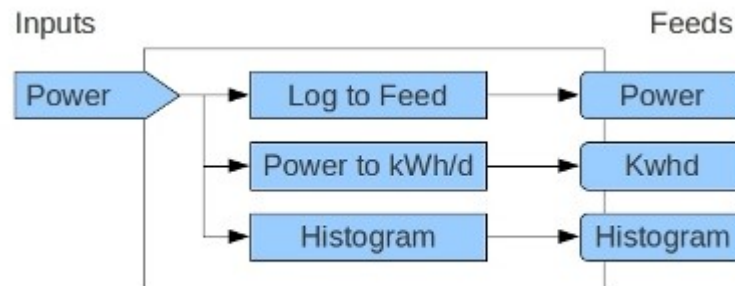 Inputs
Feeds
Power
Log to Feed
Power
Power to kWh/d
Kwhd
Histogram
Histogram